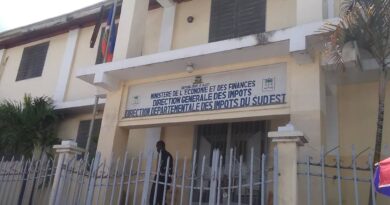 MINISTERE DE L'ECONOMIE ET DES FINANCES
DIRECTION GENERALE DES IMPOTS
DIRECTION DEPARTEMENTALE DES IMPOTS DU SUD EST